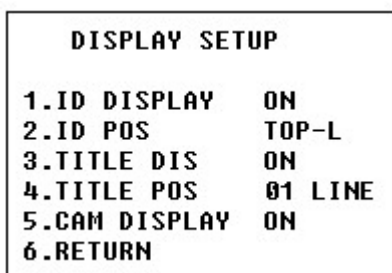 DISPLAY SETUP
1.ID DISPLAY ON
2.ID POS TOP-L
3.TITLE DIS ON
4.TITLE POS 01 LINE
5.CAM DISPLAY ON
6.RETURN